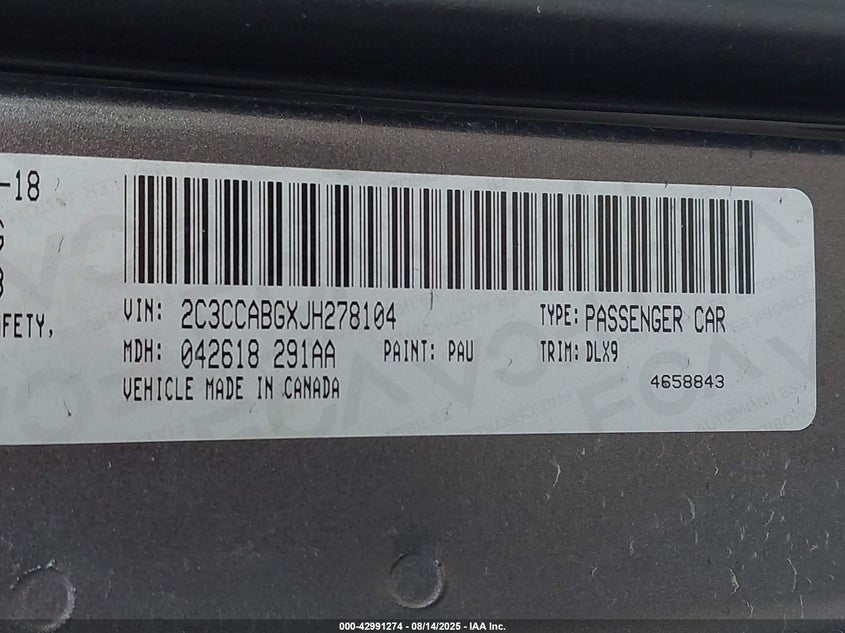 -18
AFETY,
VIN: 2C3CCABGXJH278104 TYPE: PASSENGER CAR
MDH: 042618 291AA PAINT: PAU TRIM: DLX9
VEHICLE MADE IN CANADA 4658843
000-42991274 - 08/14/2025 - IAA Inc.